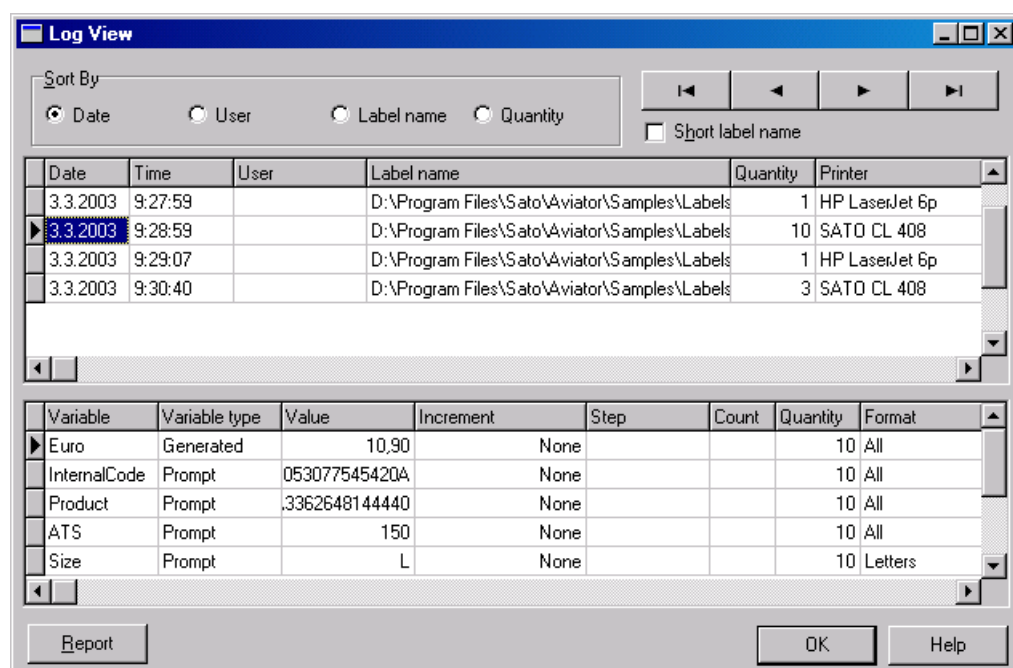 Log View
Sort By
Date User Label name Quantity
Short label name
Date Time User Label name Quantity Printer
3.3.2003 9:27:59 D:\Program Files\Sato\Aviator\Samples\Labels 1 HP LaserJet 6p
3.3.2003 9:28:59 D:\Program Files\Sato\Aviator\Samples\Labels 10 SATO CL 408
3.3.2003 9:29:07 D:\Program Files\Sato\Aviator\Samples\Labels 1 HP LaserJet 6p
3.3.2003 9:30:40 D:\Program Files\Sato\Aviator\Samples\Labels 3 SATO CL 408
Variable Variable type Value Increment Step Count Quantity Format
Euro Generated 10,90 None 10 All
InternalCode Prompt 053077545420A None 10 All
Product Prompt .3362648144440 None 10 All
ATS Prompt 150 None 10 All
Size Prompt L None 10 Letters
Report OK Help